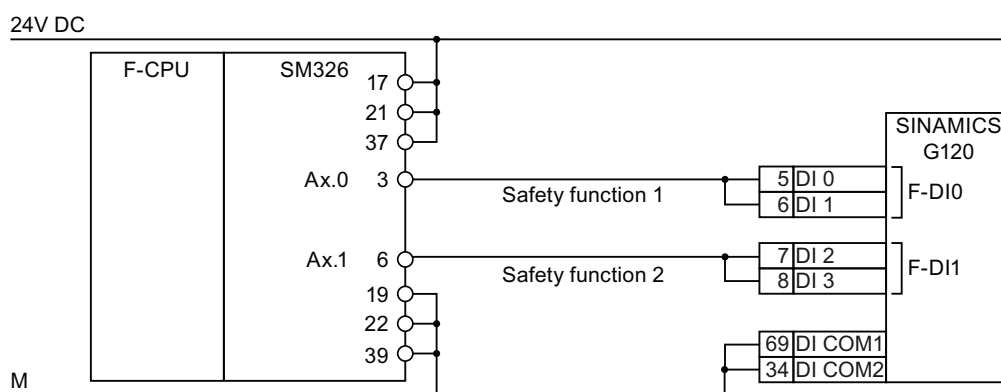 24V DC
F-CPU
SM326
17
21
37
Ax.0 3
Ax.1 6
19
22
39
Safety function 1
Safety function 2
SINAMICS
G120
5 DI 0
6 DI 1
F-DI0
7 DI 2
8 DI 3
F-DI1
69 DI COM1
34 DI COM2
M